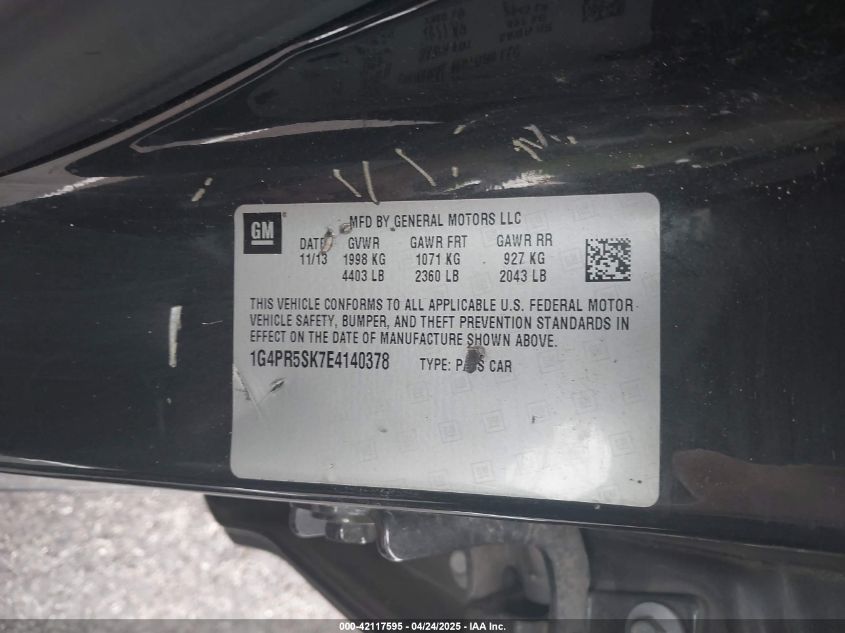 GM
MFD BY GENERAL MOTORS LLC
DATE GVWR GAWR FRT GAWR RR
11/13 1998 KG 1071 KG 927 KG
4403 LB 2360 LB 2043 LB
THIS VEHICLE CONFORMS TO ALL APPLICABLE U.S. FEDERAL MOTOR
VEHICLE SAFETY, BUMPER, AND THEFT PREVENTION STANDARDS IN
EFFECT ON THE DATE OF MANUFACTURE SHOWN ABOVE.
1G4PR5SK7E4140378 TYPE: PASS CAR
000-42117595 - 04/24/2025 - IAA Inc.